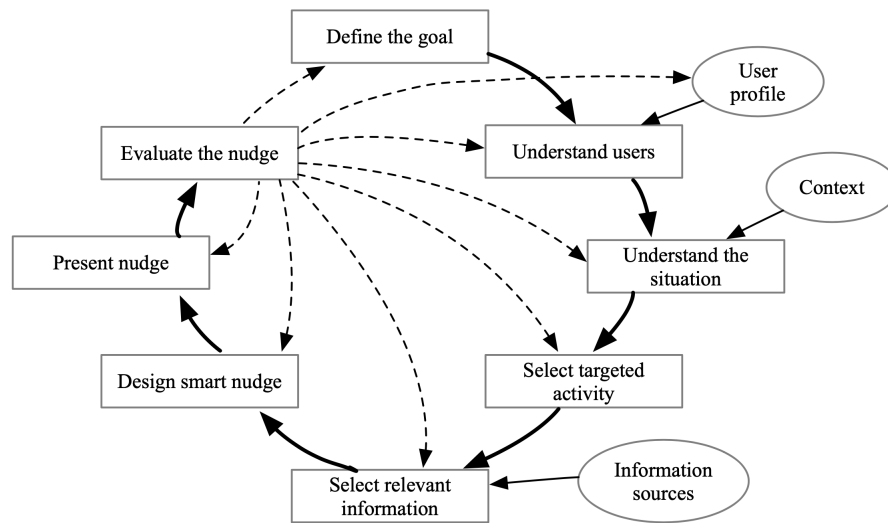 Define the goal
User
profile
Evaluate the nudge
Understand users
Context
Present nudge
Understand the
situation
Design smart nudge
Select targeted
activity
Select relevant
information
Information
sources